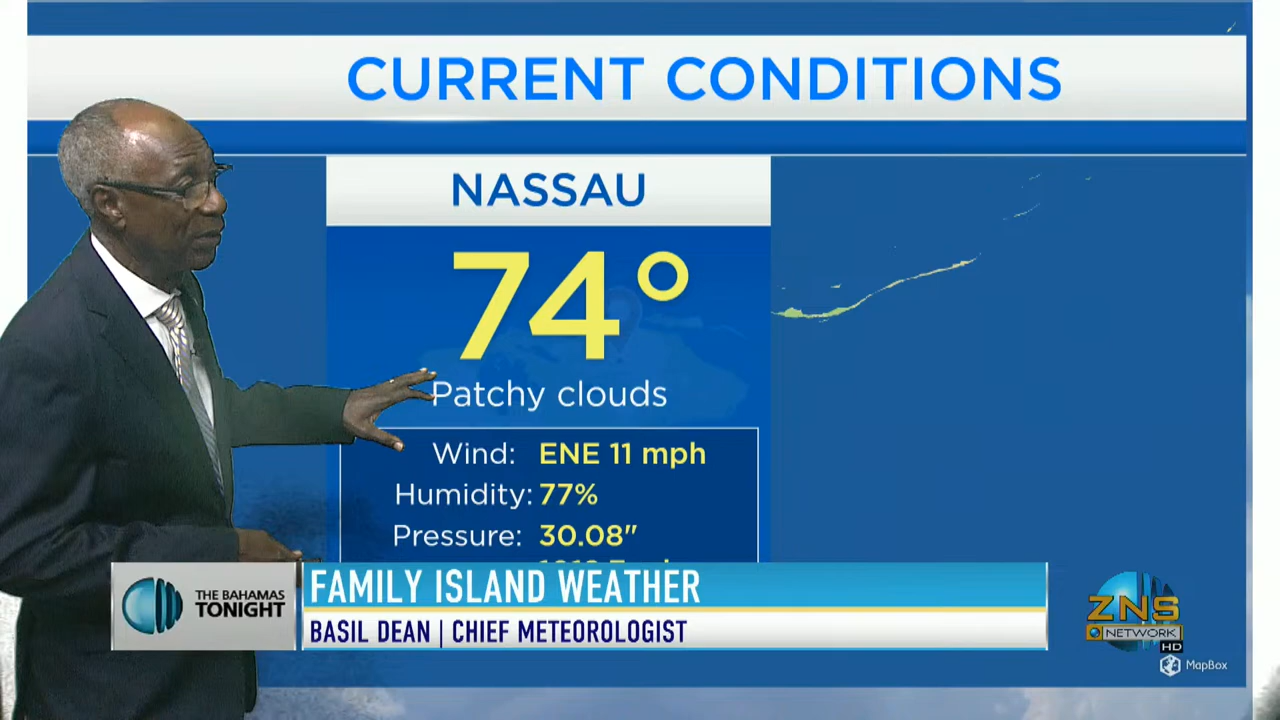 CURRENT CONDITIONS
NASSAU
74°
Patchy clouds
Wind: ENE 11 mph
Humidity: 77%
Pressure: 30.08"
THE BAHAMAS
TONIGHT
FAMILY ISLAND WEATHER
BASIL DEAN | CHIEF METEOROLOGIST
ZNS
NETWORK
HD
MapBox